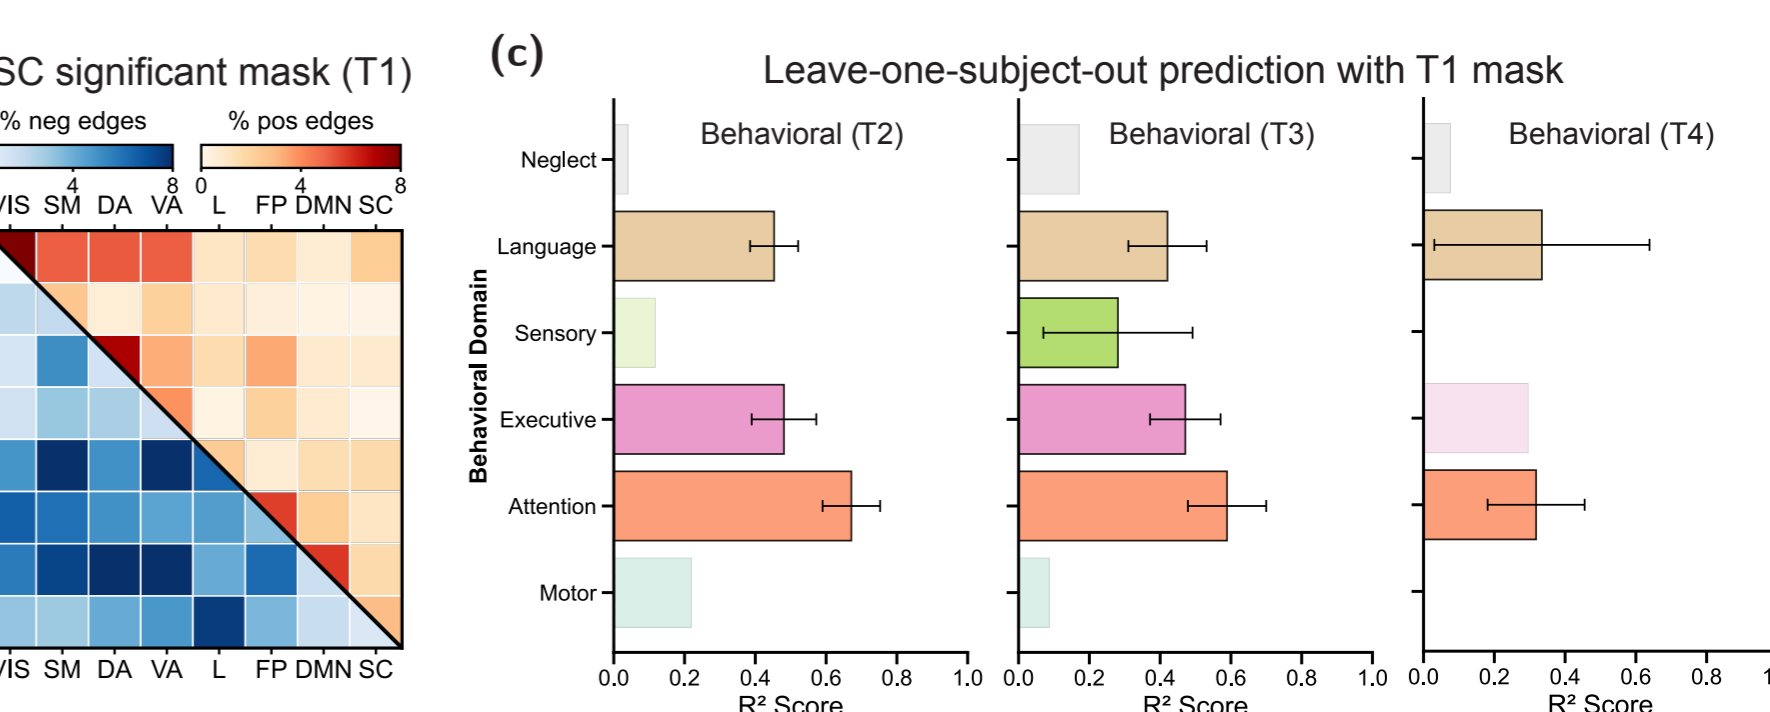 (c)
SC significant mask (T1)
% neg edges
% pos edges
4
8
0
4
8
VIS SM DA VA L FP DMN SC
VIS SM DA VA L FP DMN SC
Leave-one-subject-out prediction with T1 mask
Behavioral Domain
Neglect
Language
Sensory
Executive
Attention
Motor
Behavioral (T2)
0.0 0.2 0.4 0.6 0.8 1.0
R² Score
Behavioral (T3)
0.0 0.2 0.4 0.6 0.8 1.0
R² Score
Behavioral (T4)
0.0 0.2 0.4 0.6 0.8
R² Score